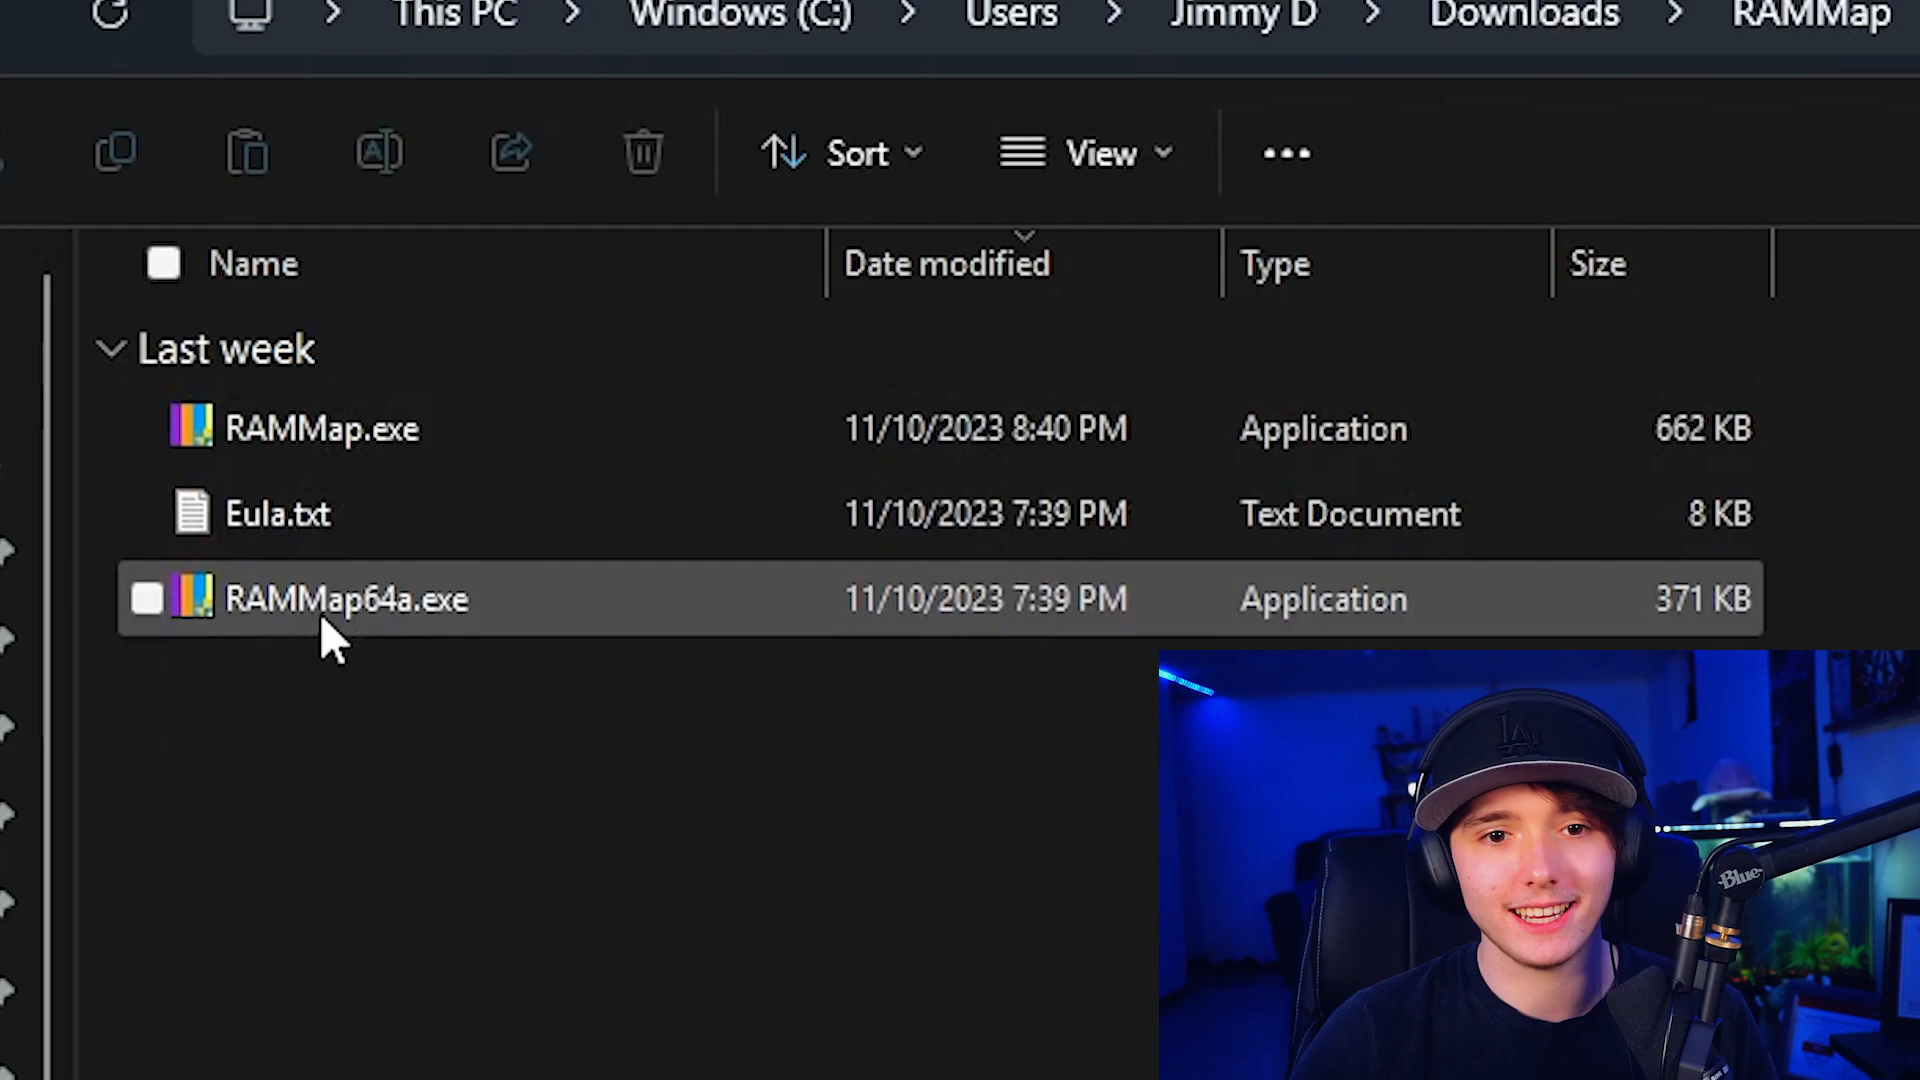 This PC > Windows (C:) > Users > Jimmy D > Downloads > RAMMap
Sort View
Name Date modified Type Size
Last week
RAMMap.exe 11/10/2023 8:40 PM Application 662 KB
Eula.txt 11/10/2023 7:39 PM Text Document 8 KB
RAMMap64a.exe 11/10/2023 7:39 PM Application 371 KB
LA
Blue